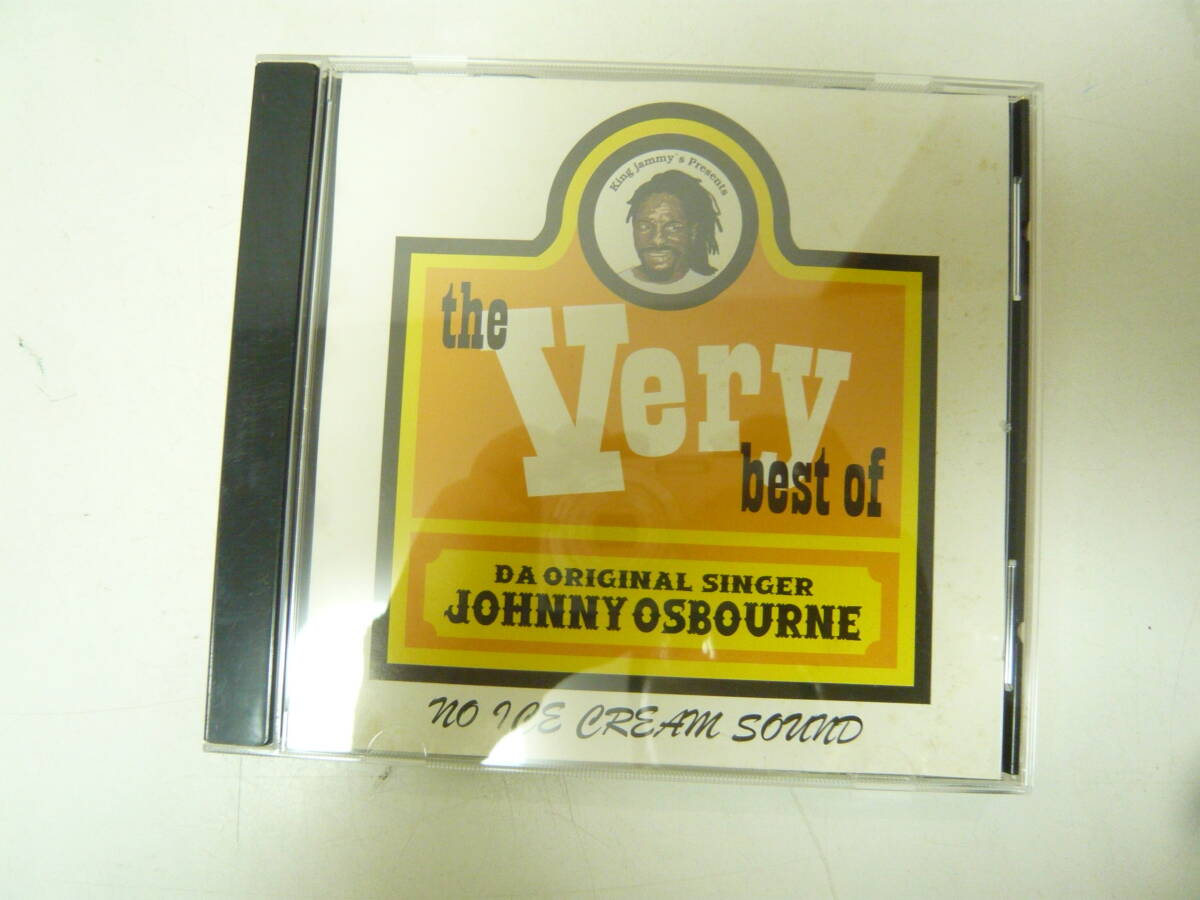 King Jammy's Presents
the
Very
best of
DA ORIGINAL SINGER
JOHNNY OSBOURNE
NO ICE CREAM SOUND